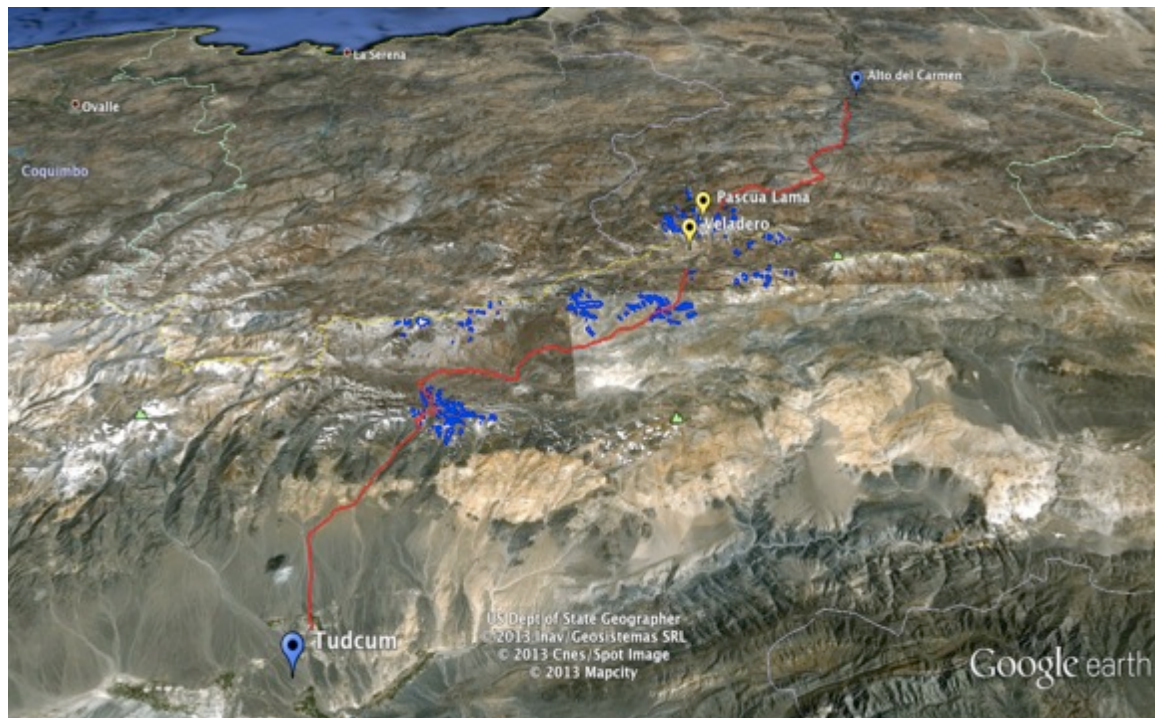 La Serena
Alto del Carmen
Ovalle
Coquimbo
Pascua Lama
Veladero
Tudcum
US Dept of State Geographer
© 2013 Inav/Geosistemas SRL
© 2013 Cnes/Spot Image
© 2013 Mapcity
Google earth